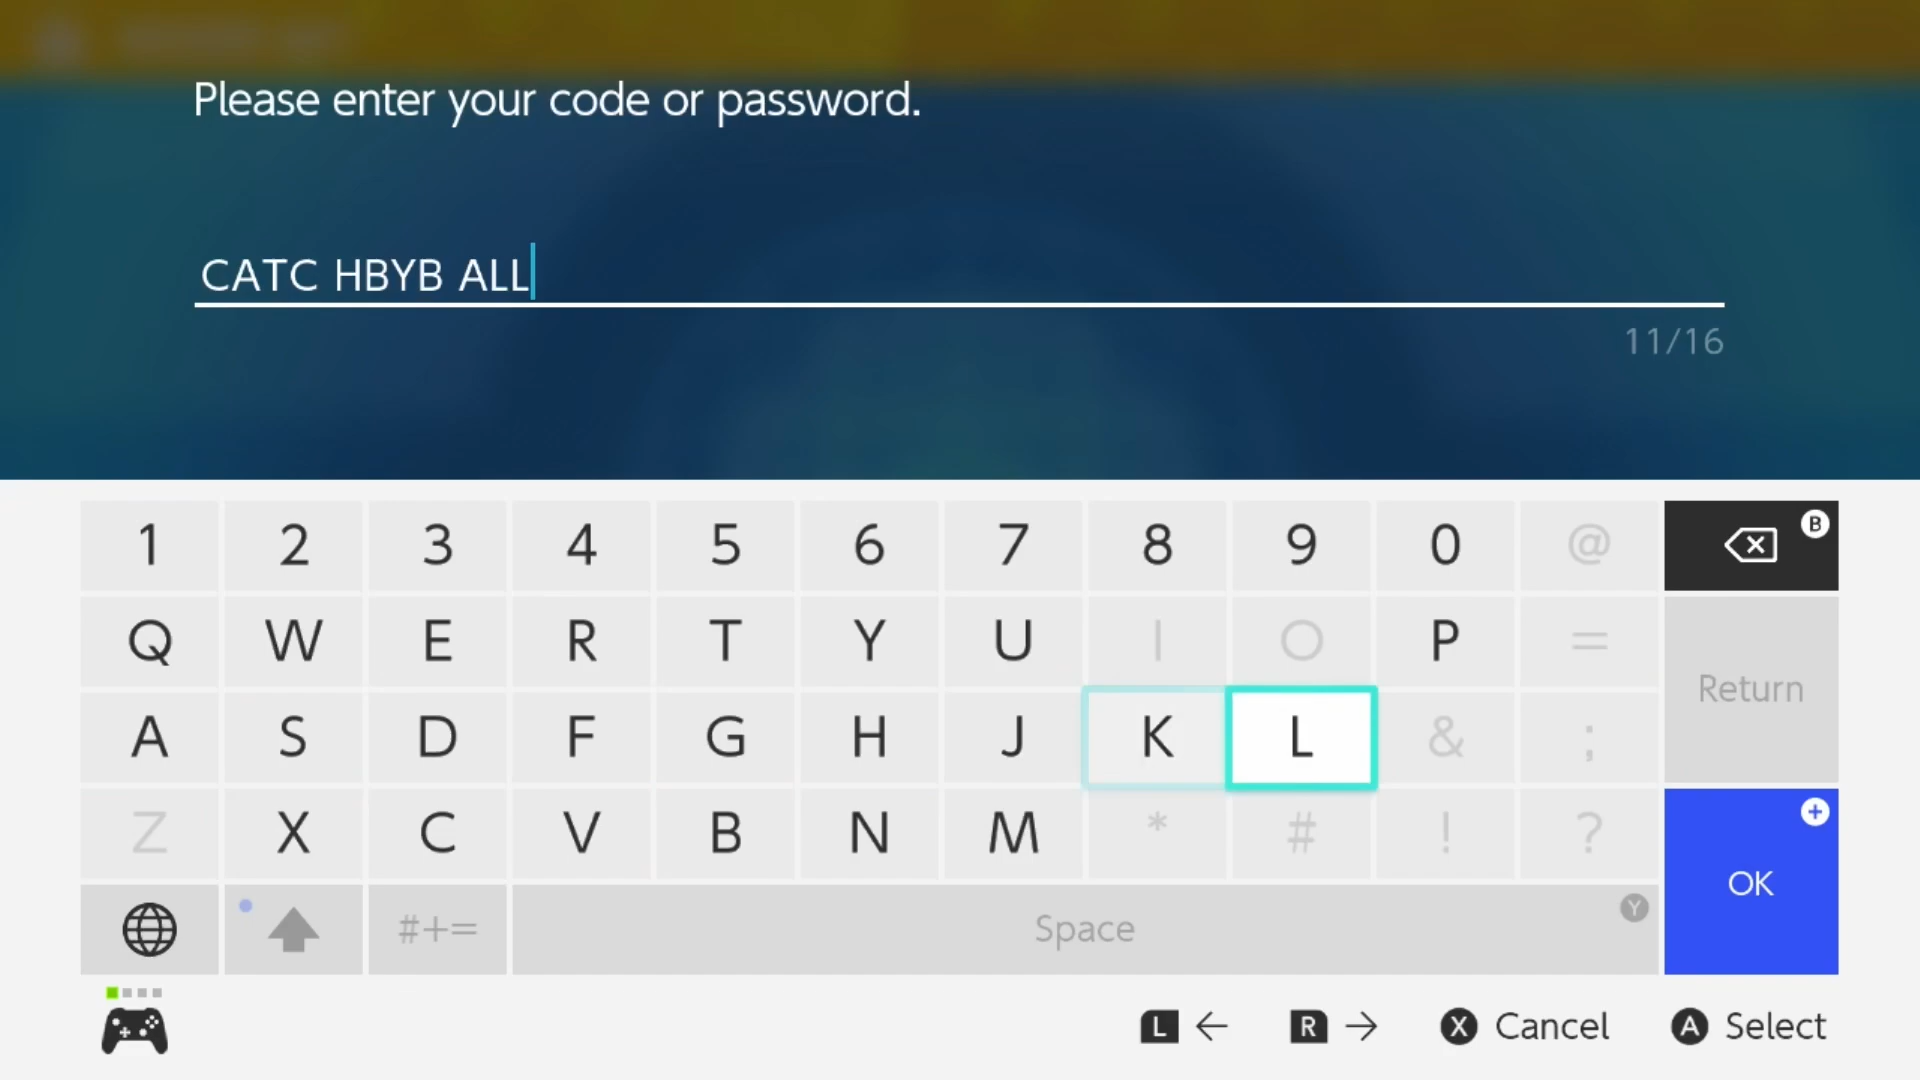 Please enter your code or password.
CATC HBYB ALL
11/16
1 2 3 4 5 6 7 8 9 0 @ B
Q W E R T Y U I O P = Return
A S D F G H J K L & ;
Z X C V B N M * # ! ? + OK
#+= Space Y
L ← R → X Cancel A Select